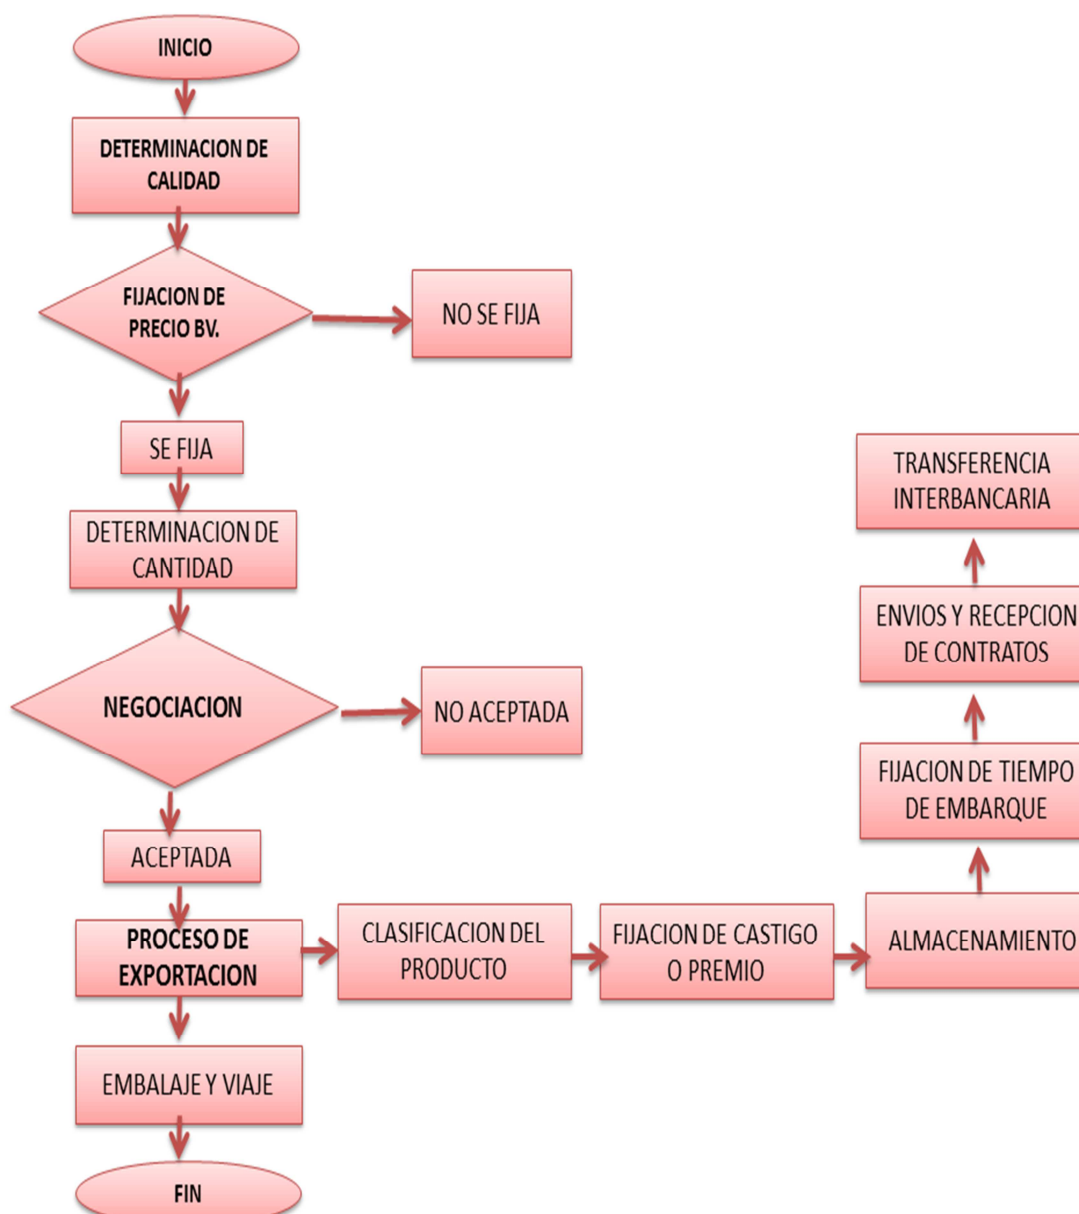 INICIO
DETERMINACION DE
CALIDAD
FIJACION DE
PRECIO BV.
NO SE FIJA
SE FIJA
DETERMINACION DE
CANTIDAD
NEGOCIACION
NO ACEPTADA
ACEPTADA
PROCESO DE
EXPORTACION
CLASIFICACION DEL
PRODUCTO
FIJACION DE CASTIGO
O PREMIO
ALMACENAMIENTO
FIJACION DE TIEMPO
DE EMBARQUE
ENVIOS Y RECEPCION
DE CONTRATOS
TRANSFERENCIA
INTERBANCARIA
EMBALAJE Y VIAJE
FIN